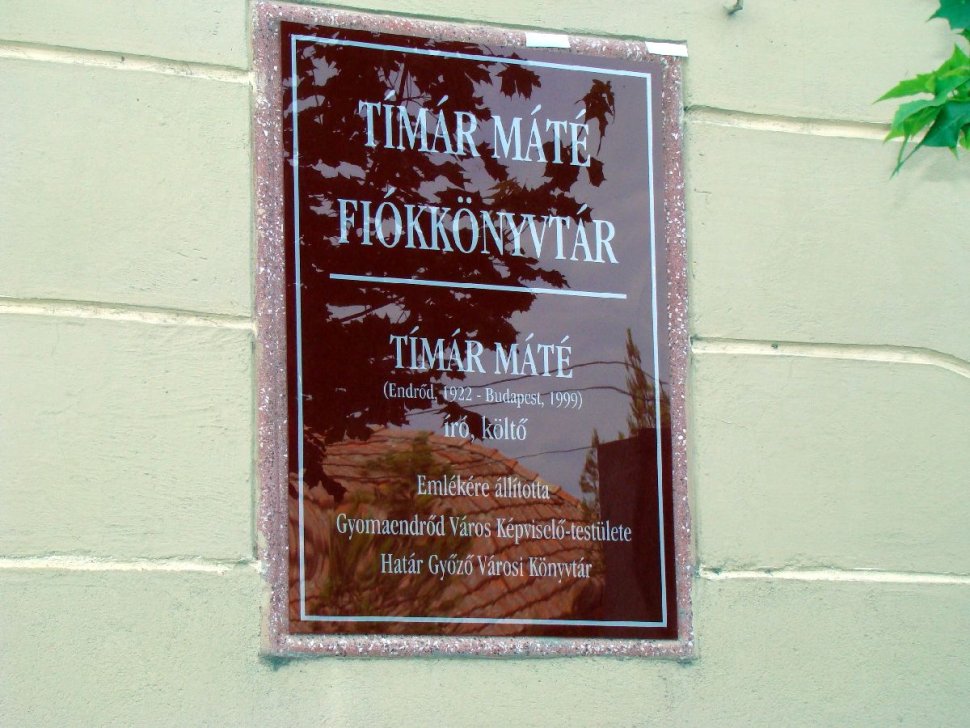 TÍMÁR MÁTÉ
FIÓKKÖNYVTÁR
TÍMÁR MÁTÉ
(Endrőd, 1922 - Budapest, 1999)
író, költő
Emlékére állította
Gyomaendrőd Város Képviselő-testülete
Határ Győző Városi Könyvtár